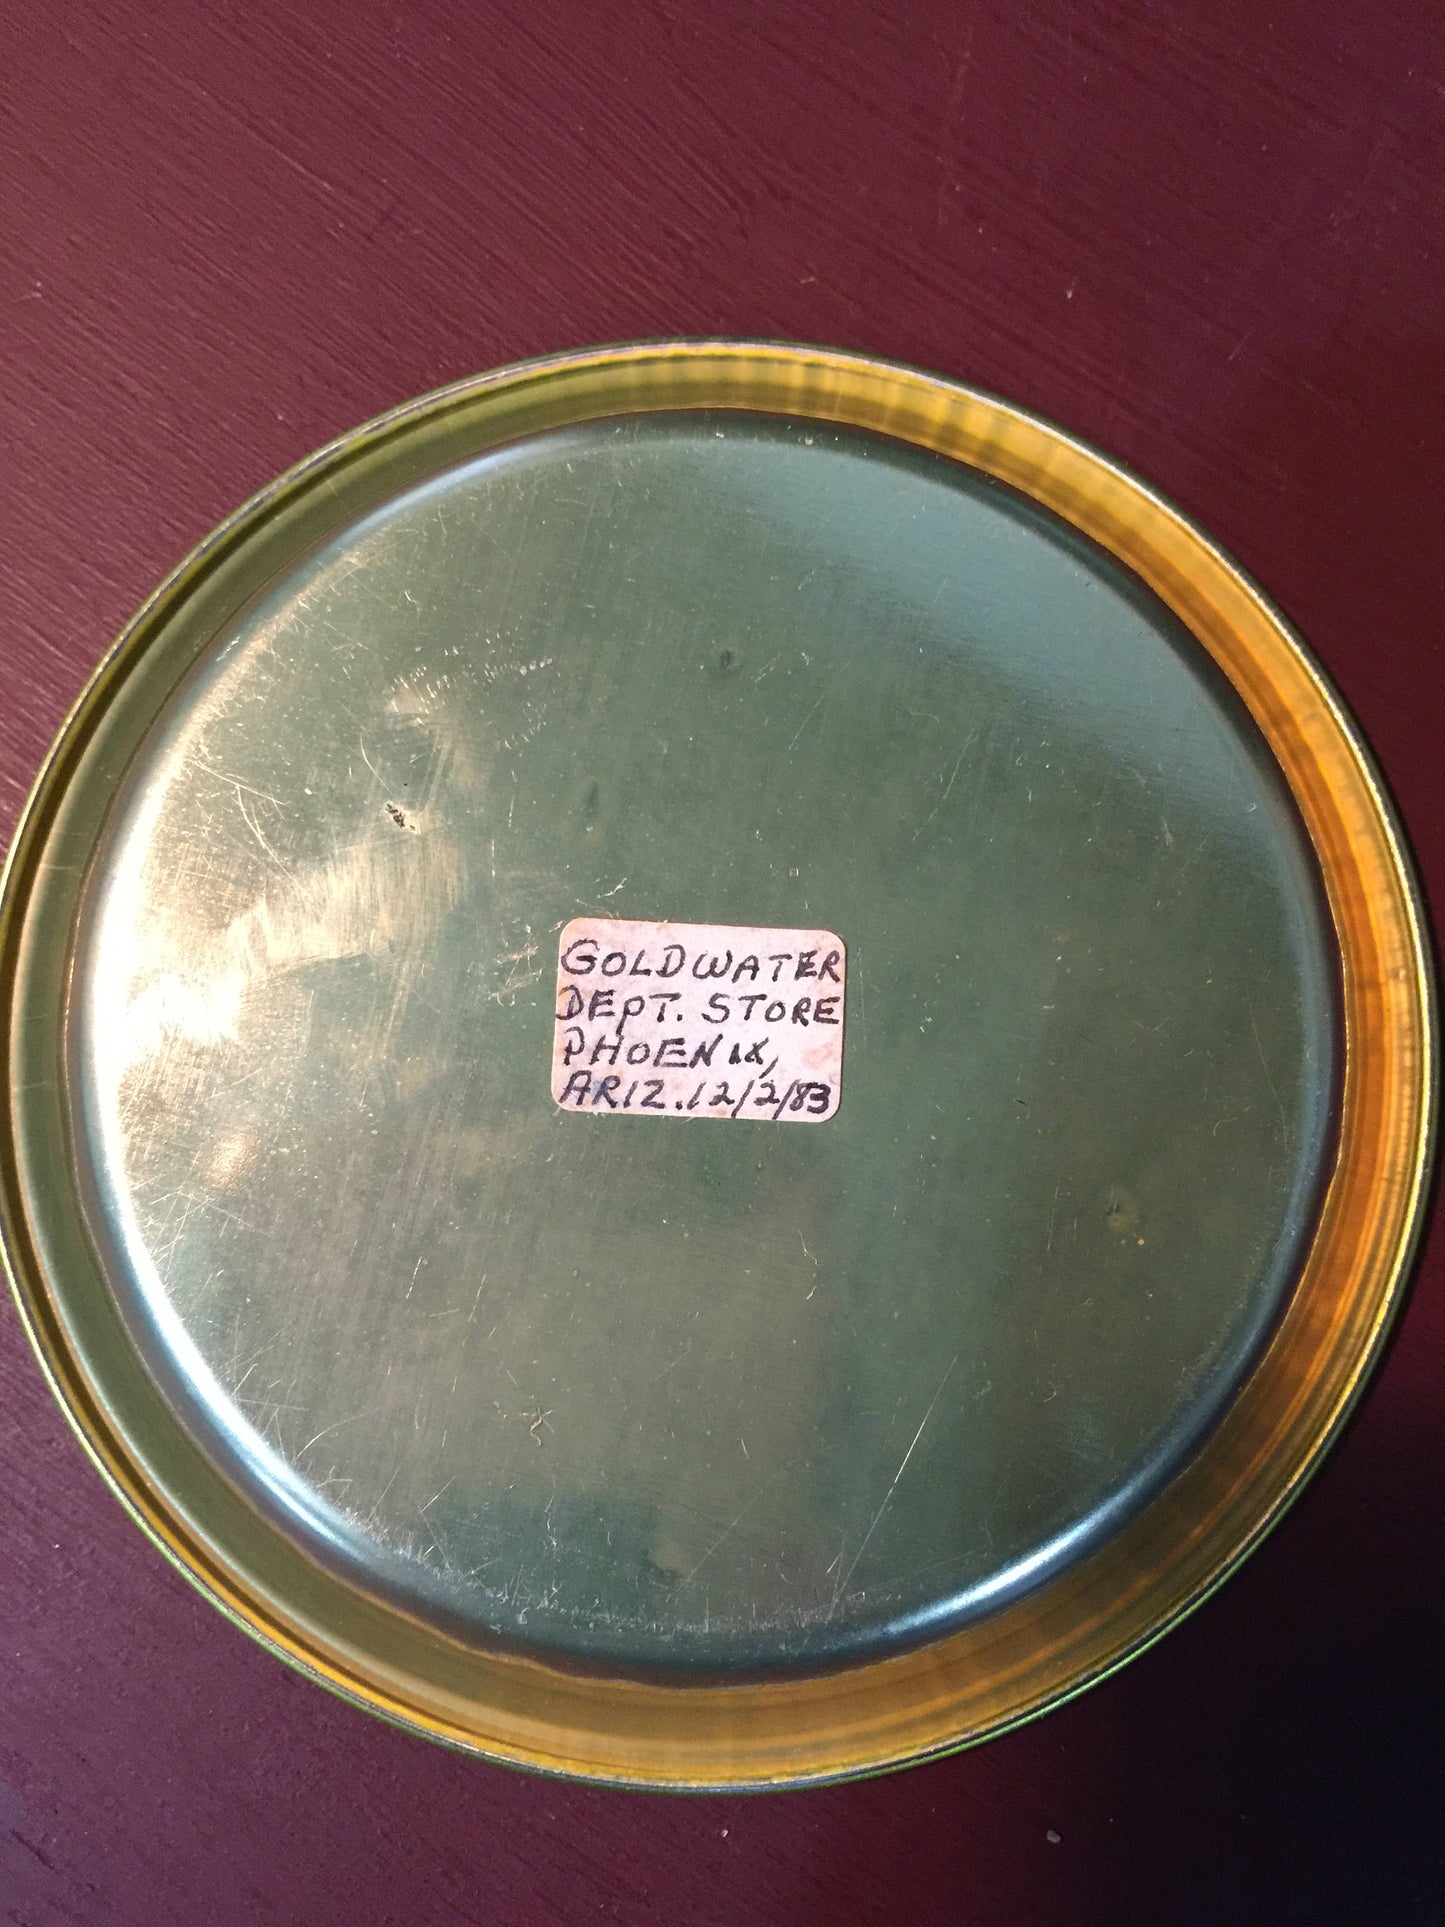 GOLDWATER
DEPT. STORE
PHOENIX,
ARIZ. 12/2/83